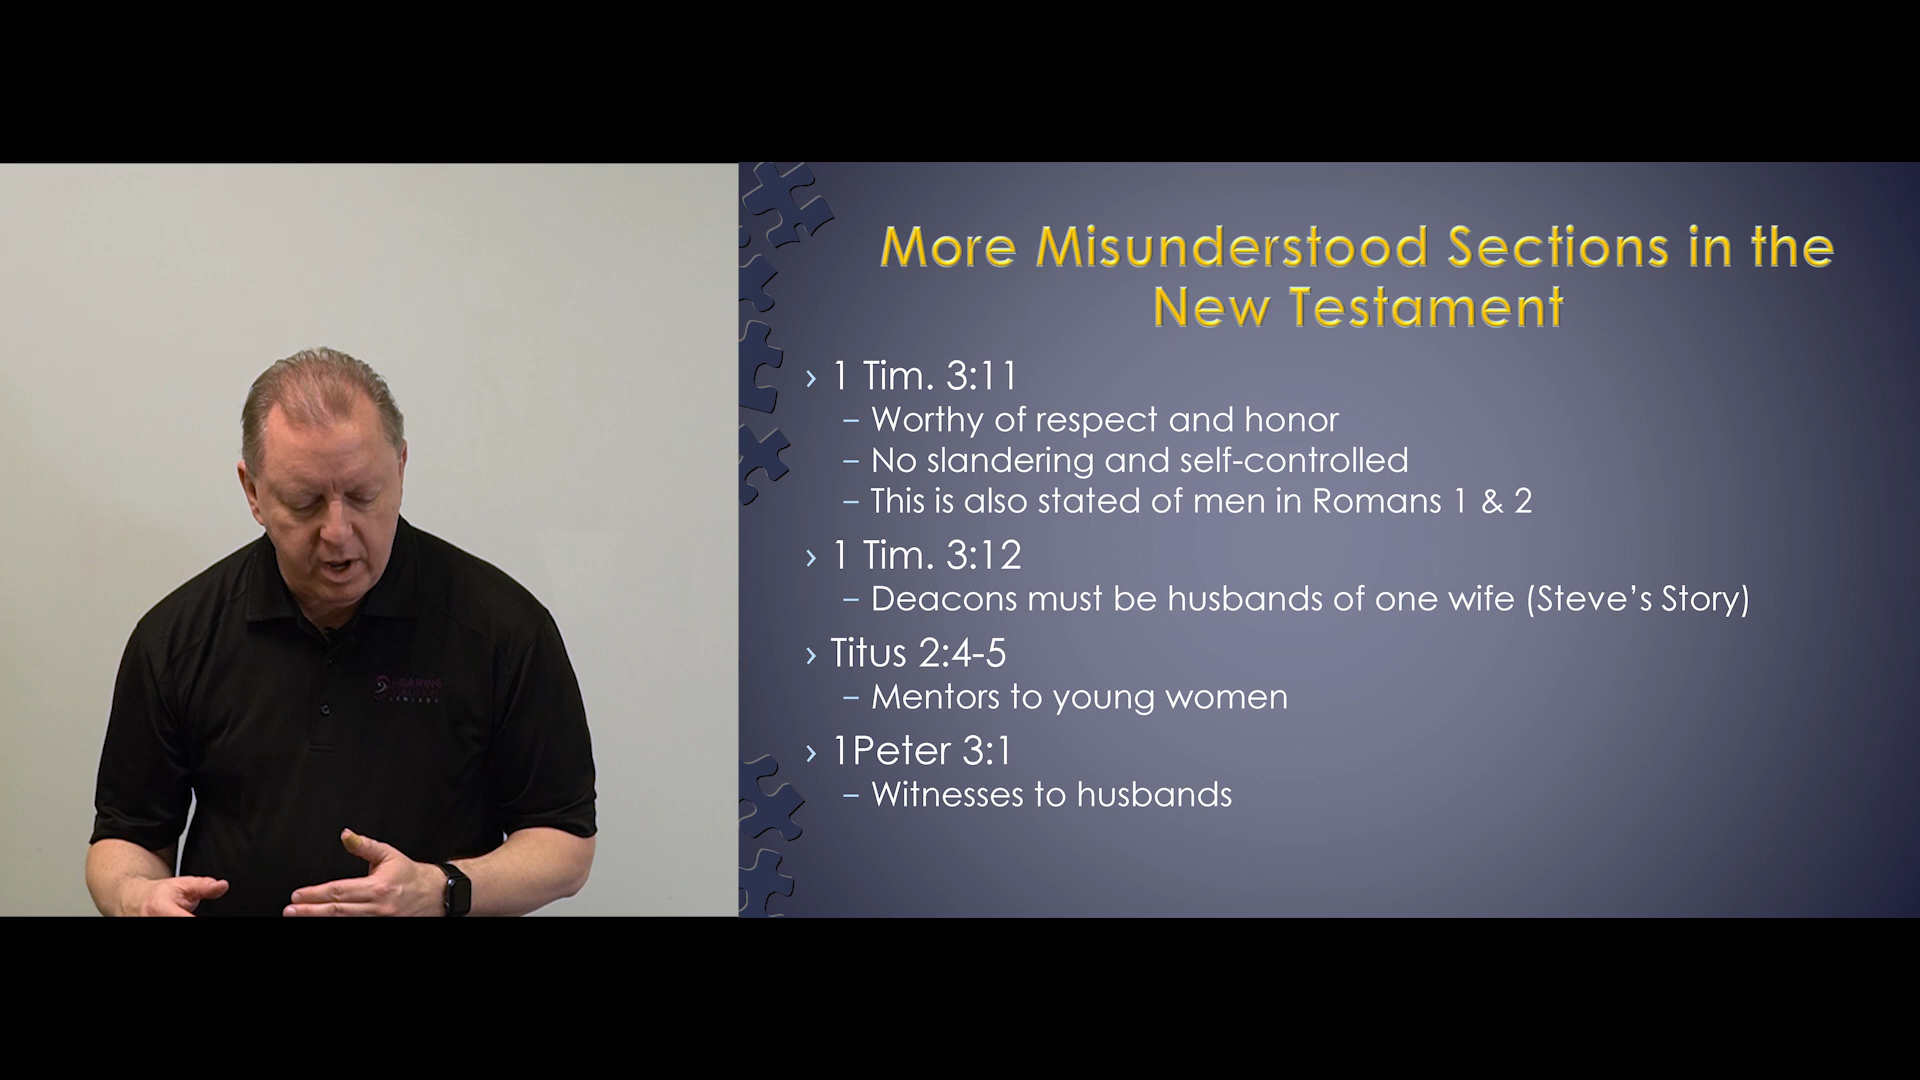 More Misunderstood Sections in the
New Testament
› 1 Tim. 3:11
– Worthy of respect and honor
– No slandering and self-controlled
– This is also stated of men in Romans 1 & 2
› 1 Tim. 3:12
– Deacons must be husbands of one wife (Steve's Story)
› Titus 2:4-5
– Mentors to young women
› 1Peter 3:1
– Witnesses to husbands